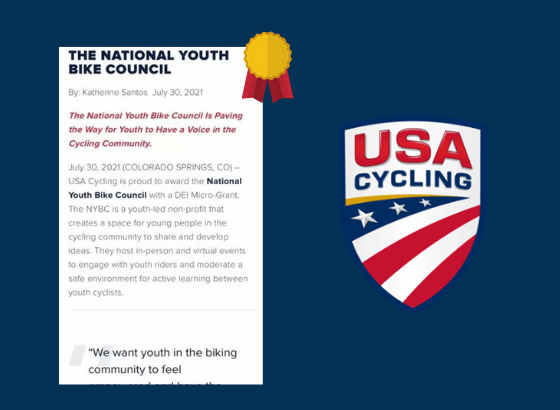 THE NATIONAL YOUTH
BIKE COUNCIL
By: Katherine Santos July 30, 2021
The National Youth Bike Council Is Paving
the Way for Youth to Have a Voice in the
Cycling Community.
July 30, 2021 (COLORADO SPRINGS, CO) –
USA Cycling is proud to award the National
Youth Bike Council with a DEI Micro-Grant.
The NYBC is a youth-led non-profit that
creates a space for young people in the
cycling community to share and develop
ideas. They host in-person and virtual events
to engage with youth riders and moderate a
safe environment for active learning between
youth cyclists.
“We want youth in the biking
community to feel
USA
CYCLING